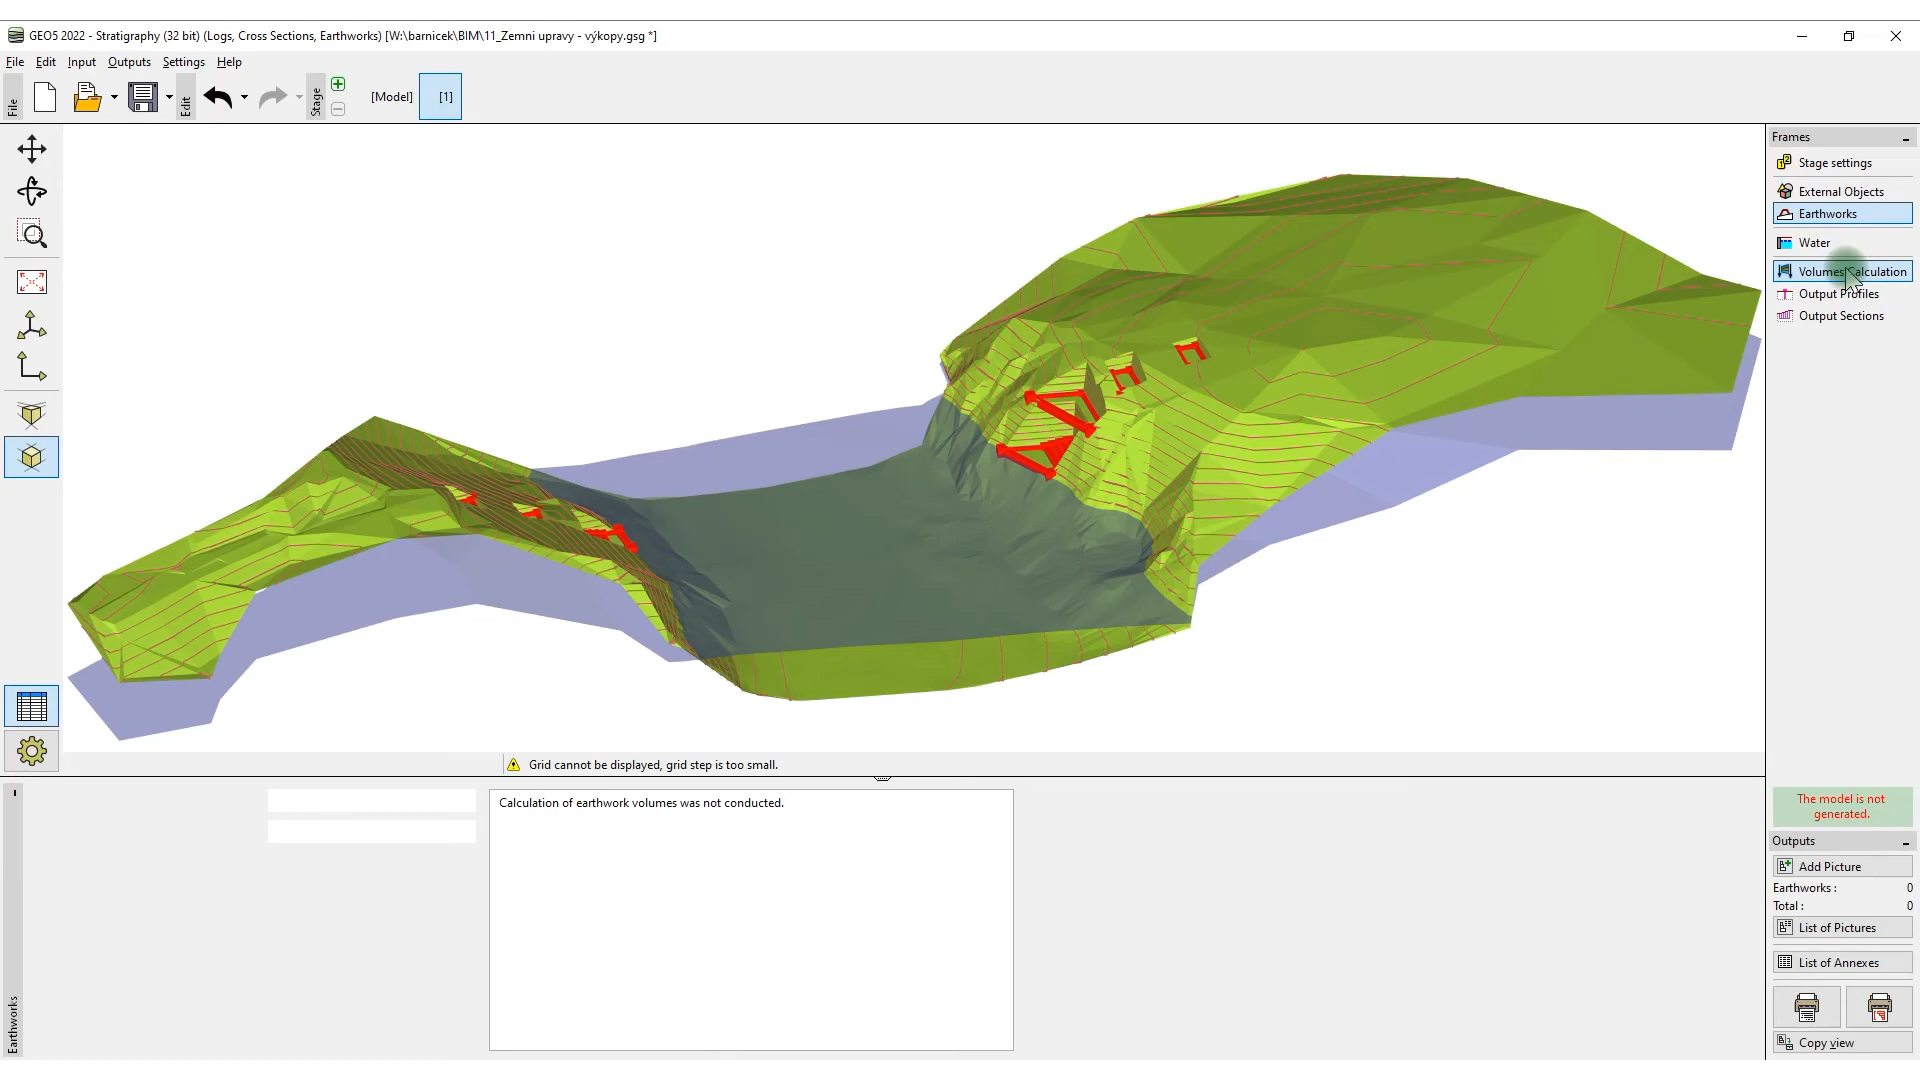 GEO5 2022 - Stratigraphy (32 bit) (Logs, Cross Sections, Earthworks) [W:\barnicek\BIM\11_Zemni upravy - výkopy.gsg *]
File Edit Input Outputs Settings Help
File
Edit
Stage
[Model]
[1]
Frames
Stage settings
External Objects
Earthworks
Water
Volumes Calculation
Output Profiles
Output Sections
Grid cannot be displayed, grid step is too small.
Calculation of earthwork volumes was not conducted.
Earthworks
The model is not
generated.
Outputs
Add Picture
Earthworks : 0
Total : 0
List of Pictures
List of Annexes
Copy view